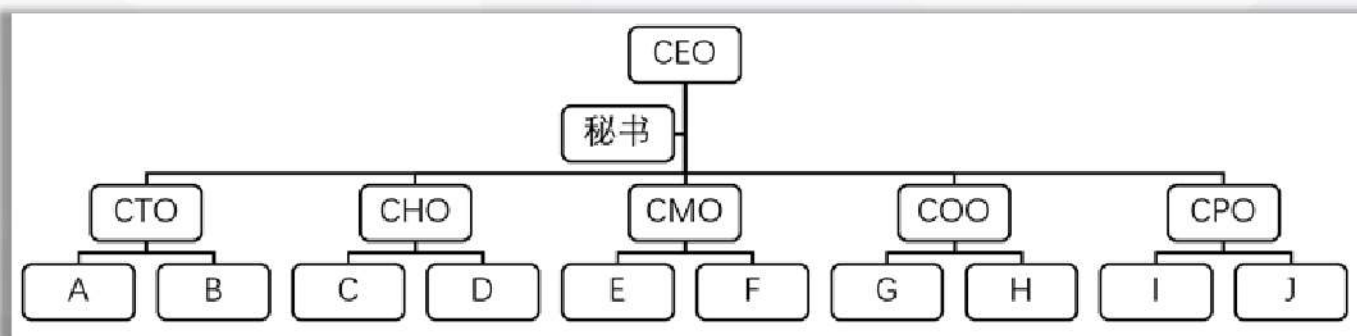 CEO
秘书
CTO CHO CMO COO CPO
A B C D E F G H I J